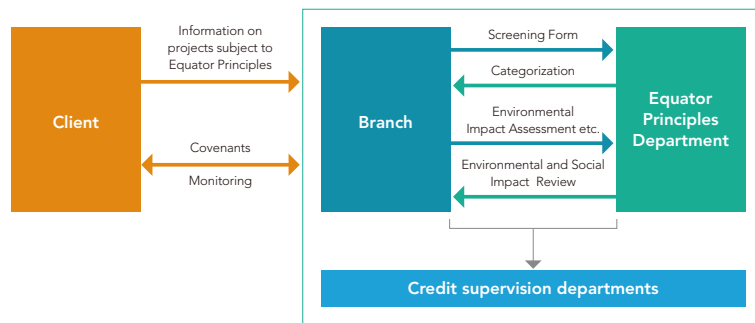 Information on
projects subject to
Equator Principles
Client
Covenants
Monitoring
Branch
Screening Form
Categorization
Environmental
Impact Assessment etc.
Environmental and Social
Impact Review
Equator
Principles
Department
Credit supervision departments